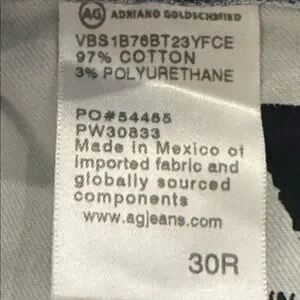 AG ADRIANO GOLDSCHMIED
VBS1B76BT23YFCE
97% COTTON
3% POLYURETHANE
PO#54465
PW30833
Made in Mexico of
imported fabric and
globally sourced
components
www.agjeans.com
30R